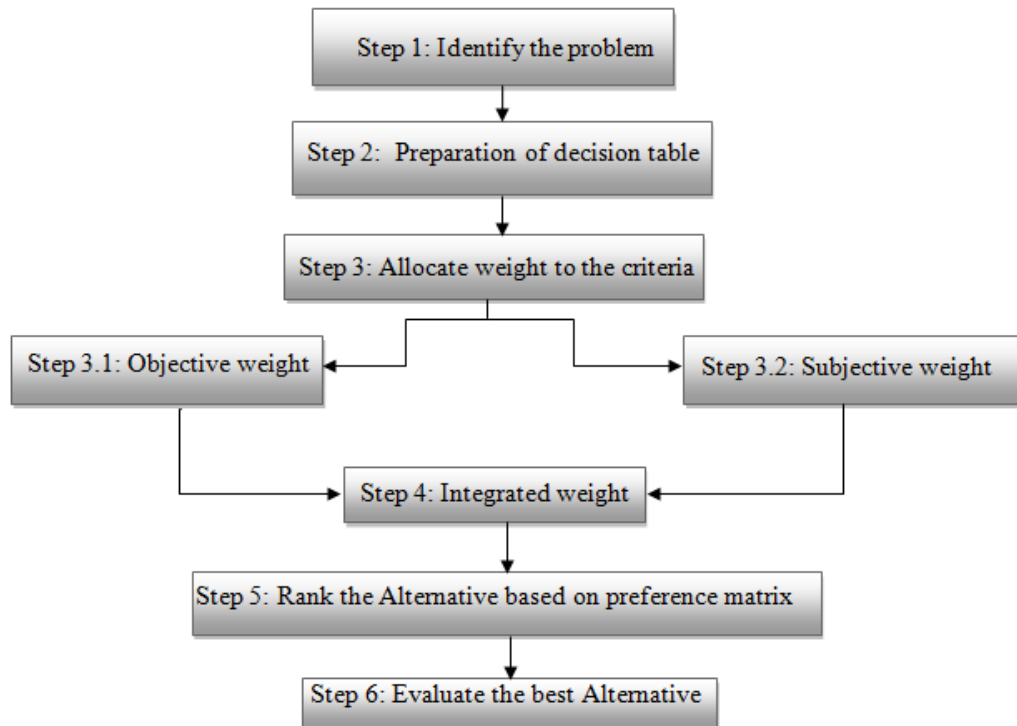 Step 1: Identify the problem
Step 2:  Preparation of decision table
Step 3: Allocate weight to the criteria
Step 3.1: Objective weight
Step 3.2: Subjective weight
Step 4: Integrated weight
Step 5: Rank the Alternative based on preference matrix
Step 6: Evaluate the best Alternative